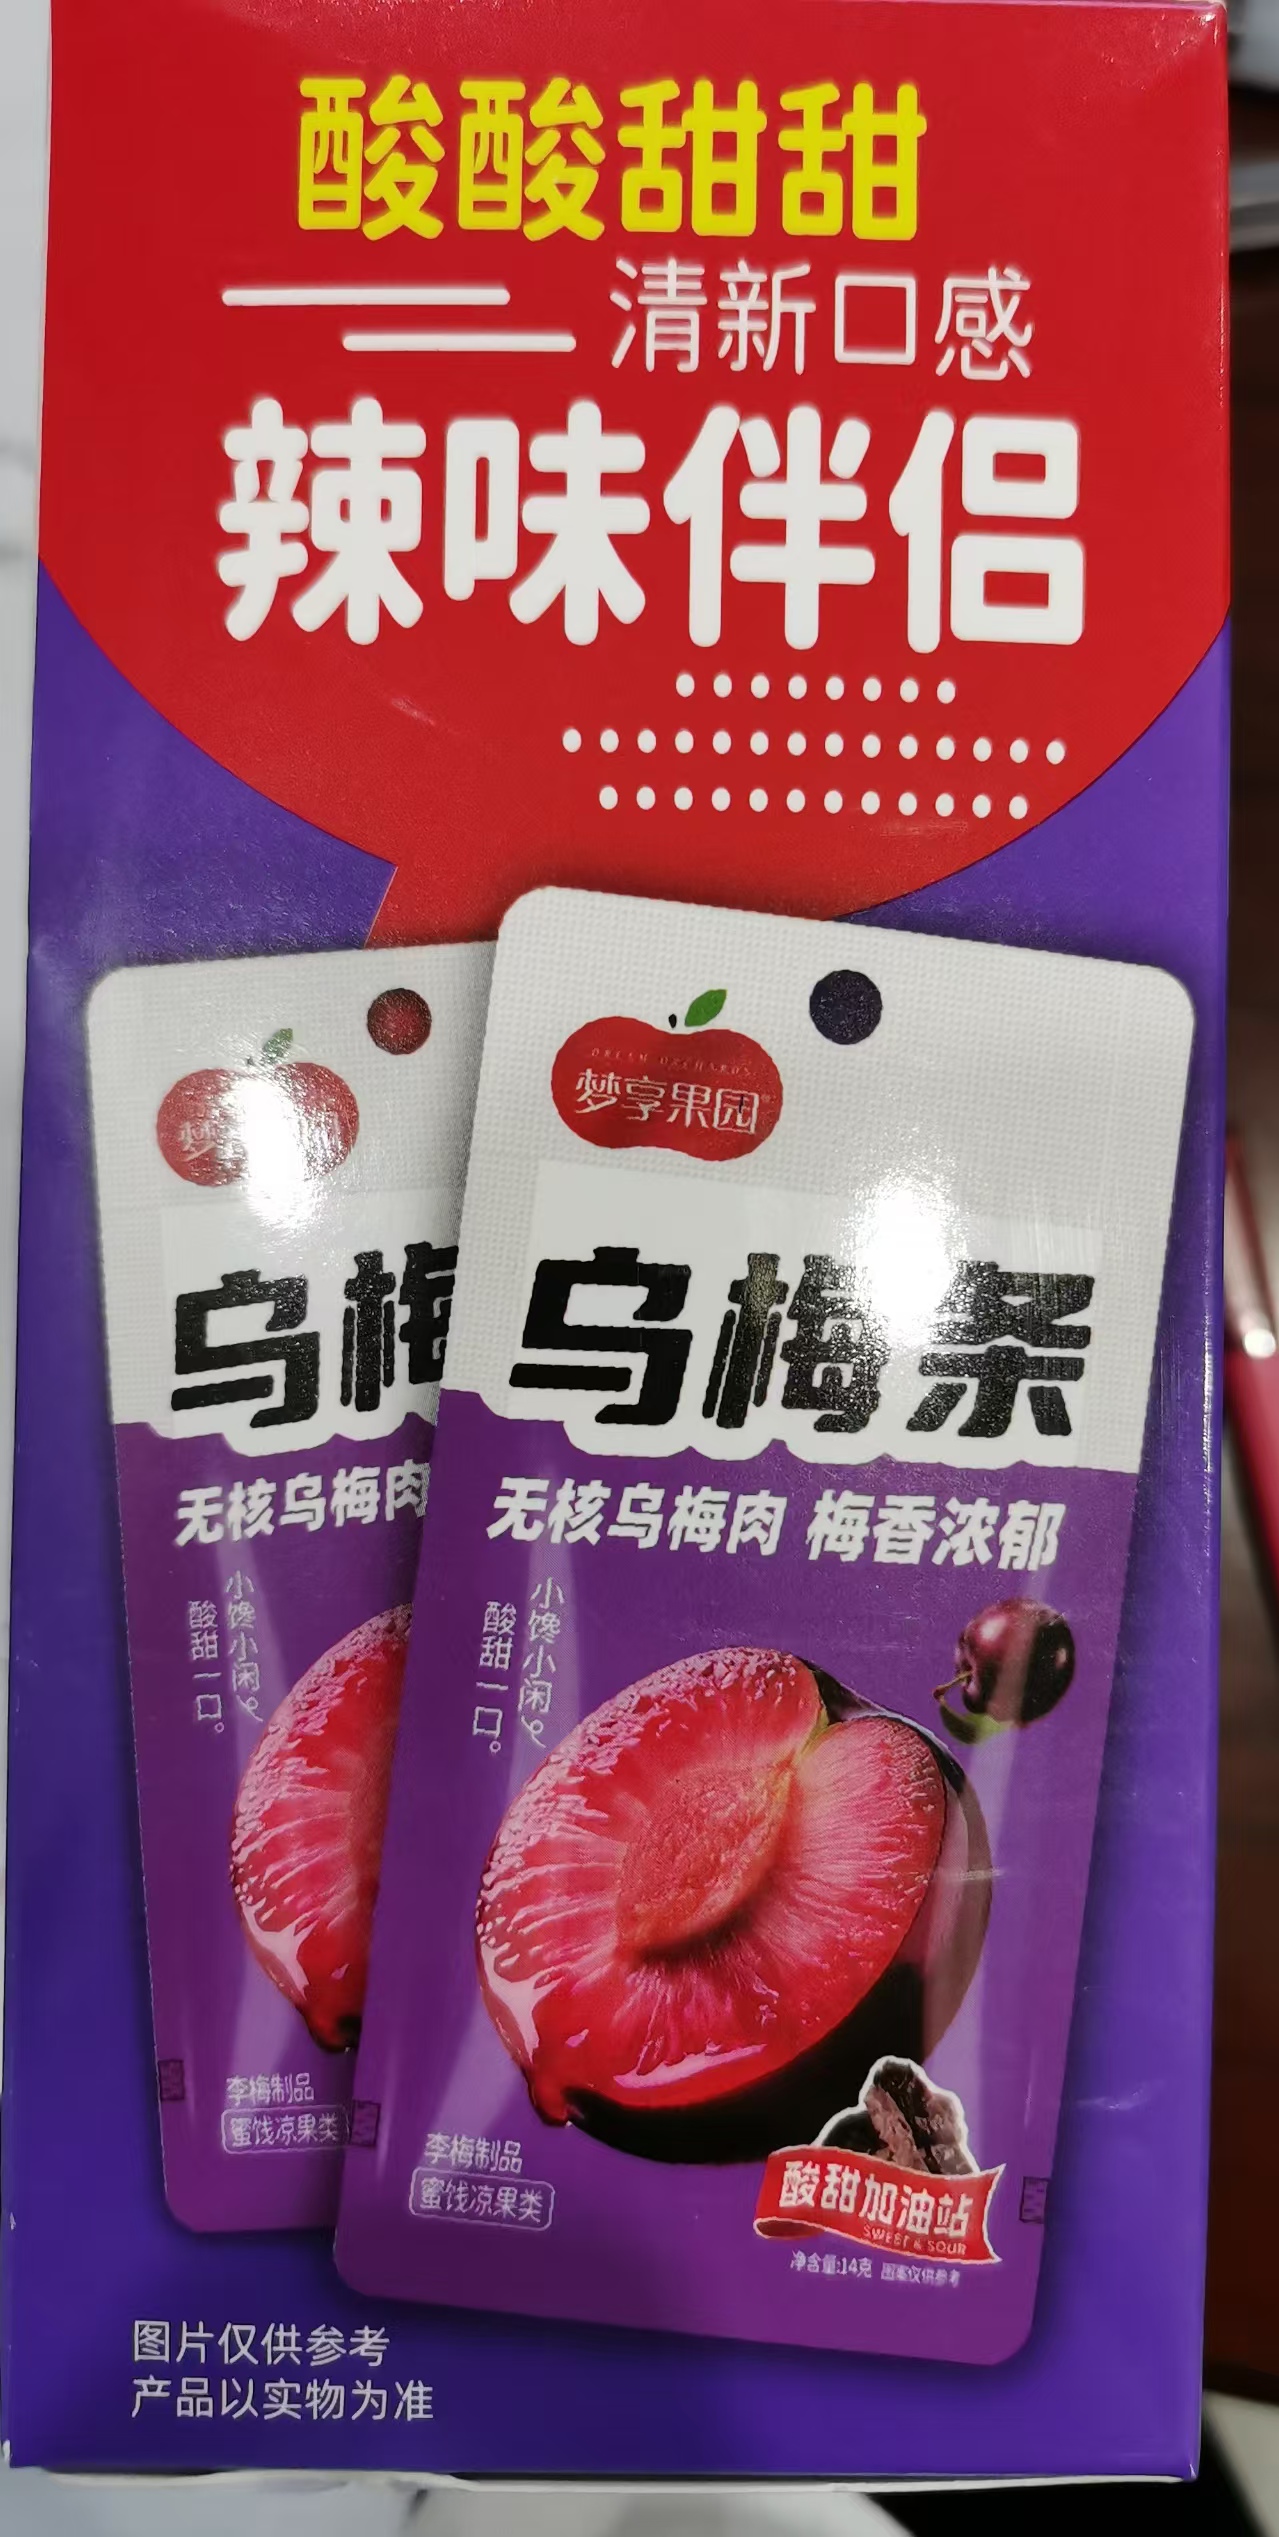 酸酸甜甜
清新口感
辣味伴侣
梦享果园
乌梅条
无核乌梅肉 梅香浓郁
小馋小闲
酸甜一口。
李梅制品
蜜饯凉果类
酸甜加油站
SWEET & SOUR
净含量:14克 图案仅供参考
乌梅
无核乌梅肉
小馋小闲
酸甜一口。
李梅制品
蜜饯凉果类
图片仅供参考
产品以实物为准